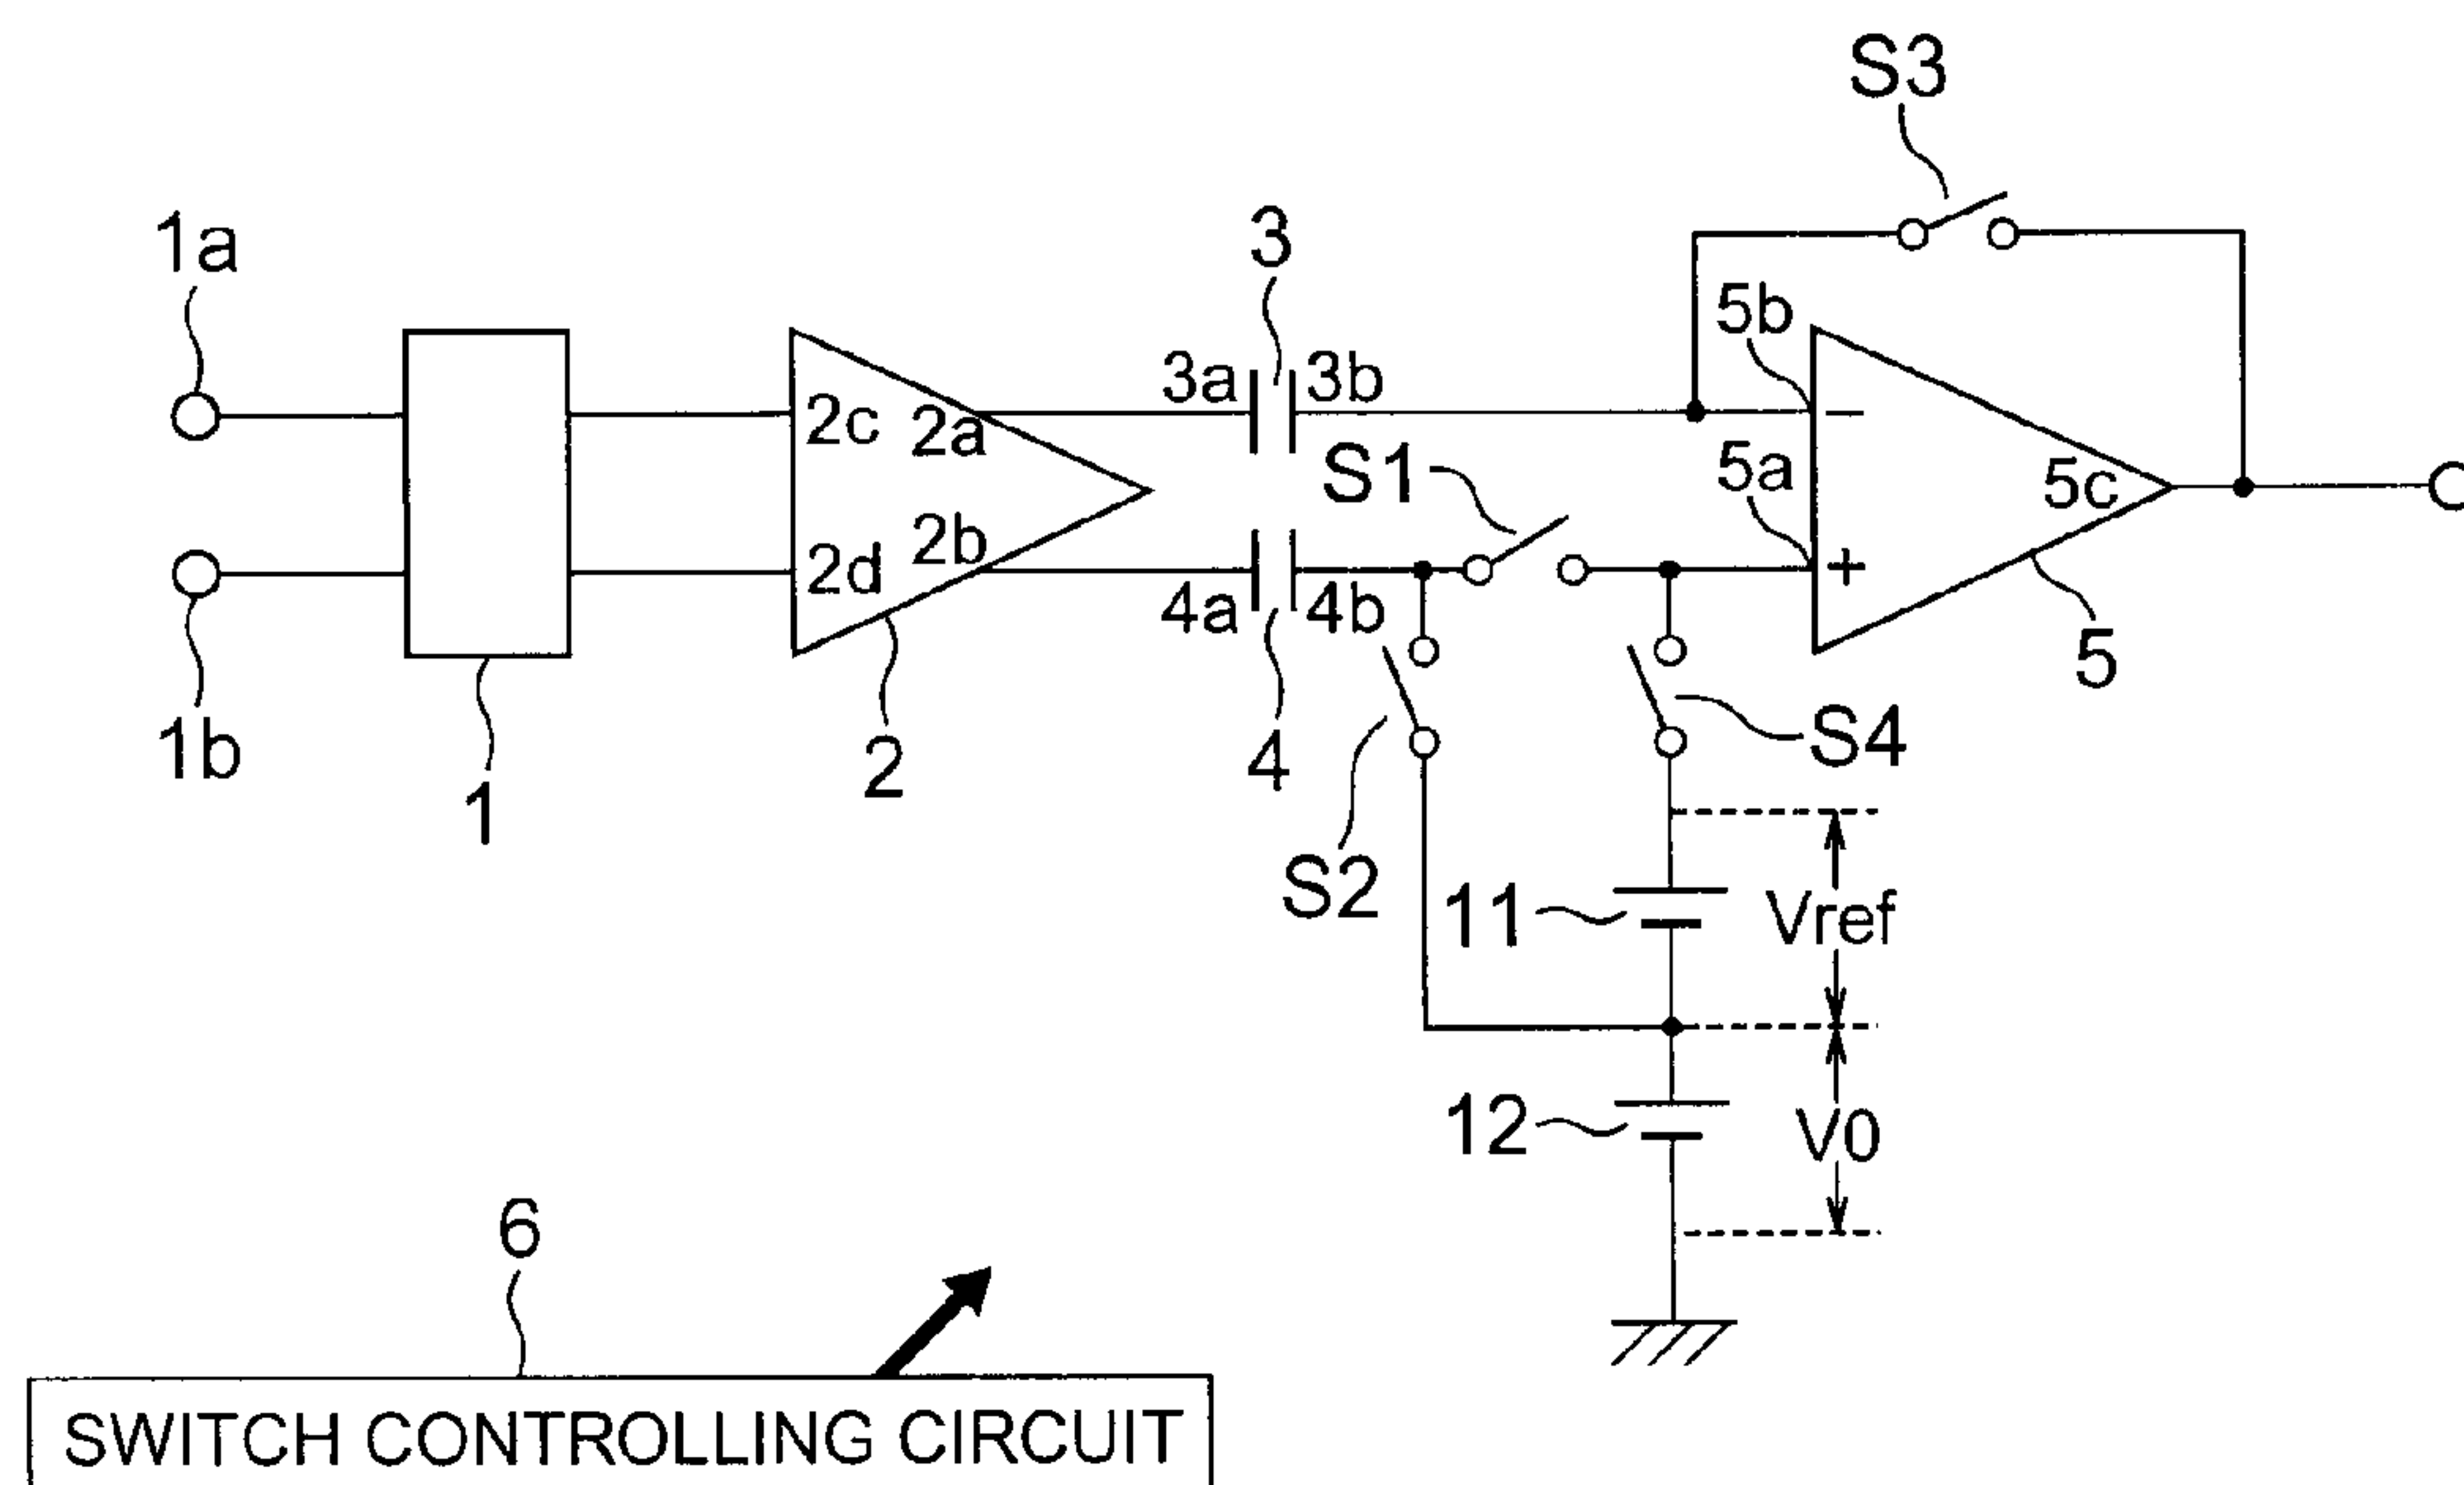 S3
1a
3
5b
3a
3b
2c
2a
S1
5a
5c
2b
2d
4a
4b
5
1b
2
4
S4
1
S2
11
Vref
12
V0
6
SWITCH CONTROLLING CIRCUIT